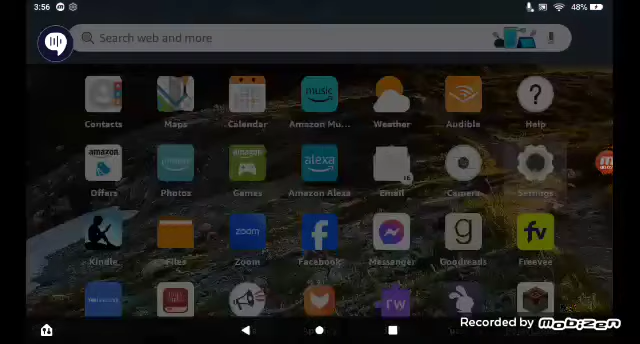 3:56
48%
Search web and more
Contacts Maps Calendar Amazon Mu... Weather Audible Help
Offers Photos Games Amazon Alexa Email Camera Settings
Kindle Files Zoom Facebook Messenger Goodreads Freevee
Recorded by mobizen